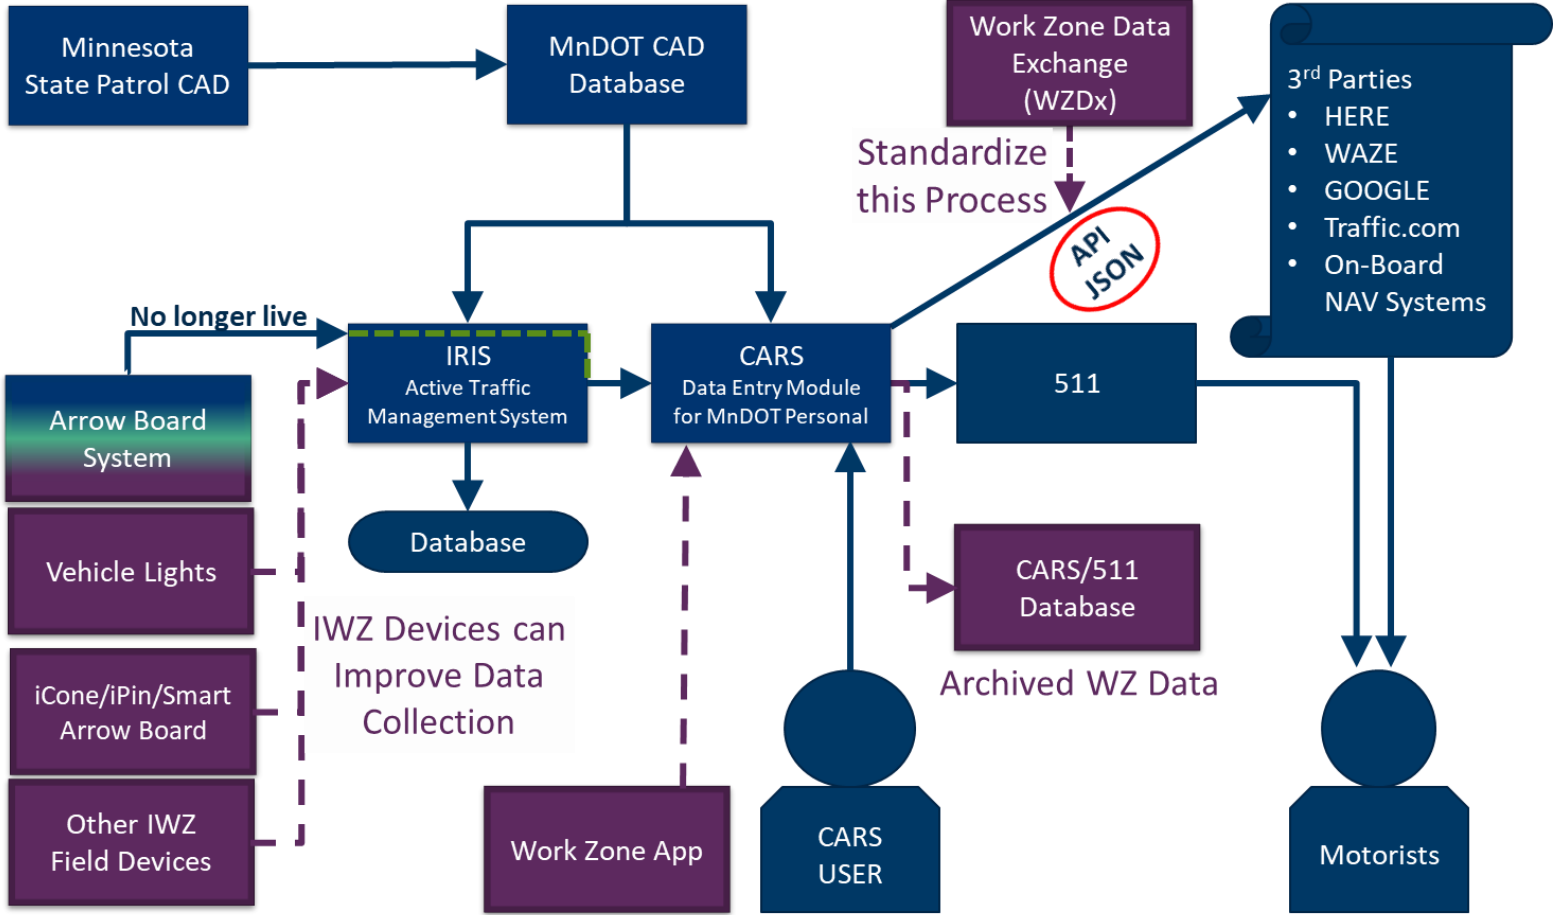 Minnesota
State Patrol CAD
MnDOT CAD
Database
Work Zone Data
Exchange
(WZDx)
Standardize
this Process
API
JSON
3rd Parties
• HERE
• WAZE
• GOOGLE
• Traffic.com
• On-Board
NAV Systems
No longer live
IRIS
Active Traffic
Management System
CARS
Data Entry Module
for MnDOT Personal
511
Arrow Board
System
Database
Vehicle Lights
CARS/511
Database
IWZ Devices can
Improve Data
Collection
Archived WZ Data
iCone/iPin/Smart
Arrow Board
Other IWZ
Field Devices
Work Zone App
CARS
USER
Motorists